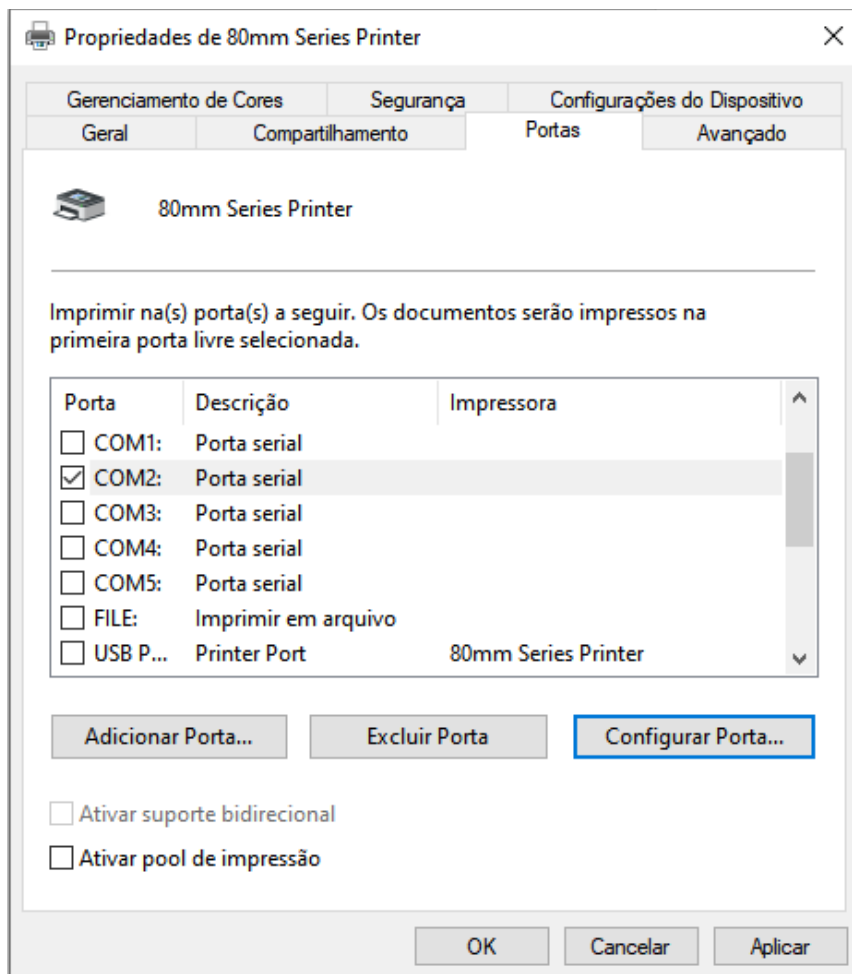 Propriedades de 80mm Series Printer
Gerenciamento de Cores Segurança Configurações do Dispositivo
Geral Compartilhamento Portas Avançado
80mm Series Printer
Imprimir na(s) porta(s) a seguir. Os documentos serão impressos na
primeira porta livre selecionada.
Porta Descrição Impressora
COM1: Porta serial
COM2: Porta serial
COM3: Porta serial
COM4: Porta serial
COM5: Porta serial
FILE: Imprimir em arquivo
USB P... Printer Port 80mm Series Printer
Adicionar Porta... Excluir Porta Configurar Porta...
Ativar suporte bidirecional
Ativar pool de impressão
OK Cancelar Aplicar